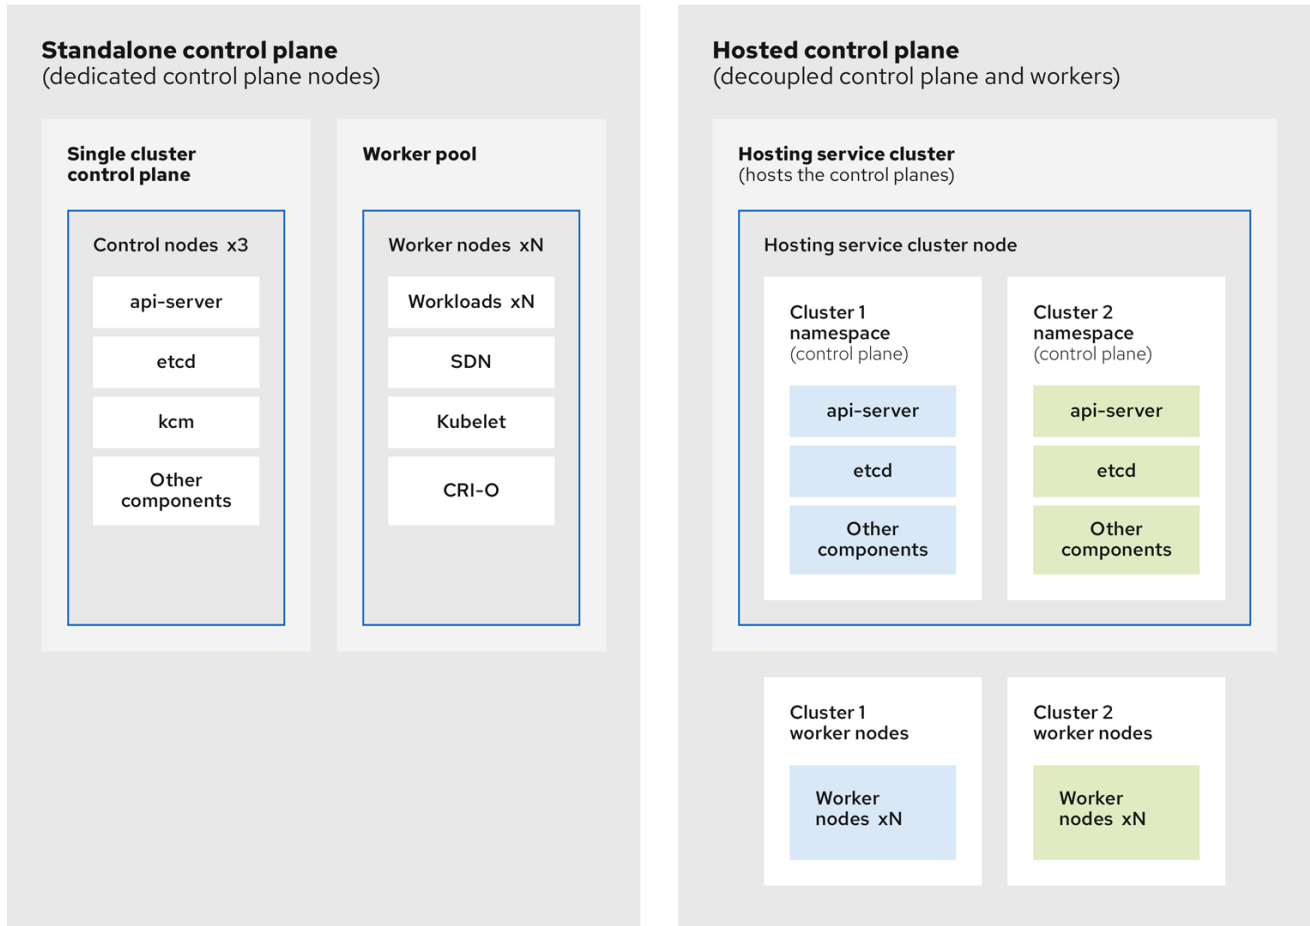 Standalone control plane
(dedicated control plane nodes)
Single cluster
control plane
Control nodes x3
api-server
etcd
kcm
Other
components
Worker pool
Worker nodes xN
Workloads xN
SDN
Kubelet
CRI-O
Hosted control plane
(decoupled control plane and workers)
Hosting service cluster
(hosts the control planes)
Hosting service cluster node
Cluster 1
namespace
(control plane)
api-server
etcd
Other
components
Cluster 2
namespace
(control plane)
api-server
etcd
Other
components
Cluster 1
worker nodes
Worker
nodes xN
Cluster 2
worker nodes
Worker
nodes xN